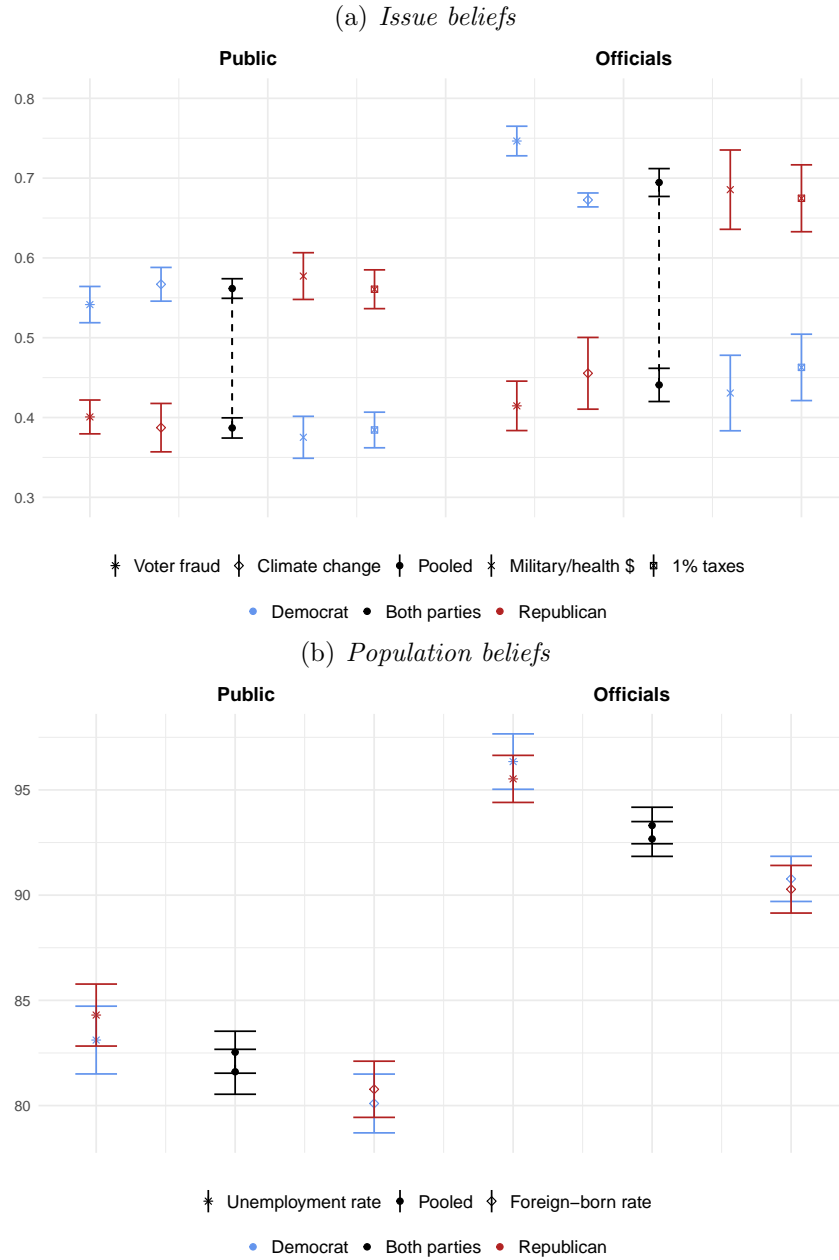 (a) Issue beliefs
Public Officials
0.8
0.7
0.6
0.5
0.4
0.3
Voter fraud Climate change Pooled Military/health $ 1% taxes
Democrat Both parties Republican
(b) Population beliefs
Public Officials
95
90
85
80
Unemployment rate Pooled Foreign−born rate
Democrat Both parties Republican